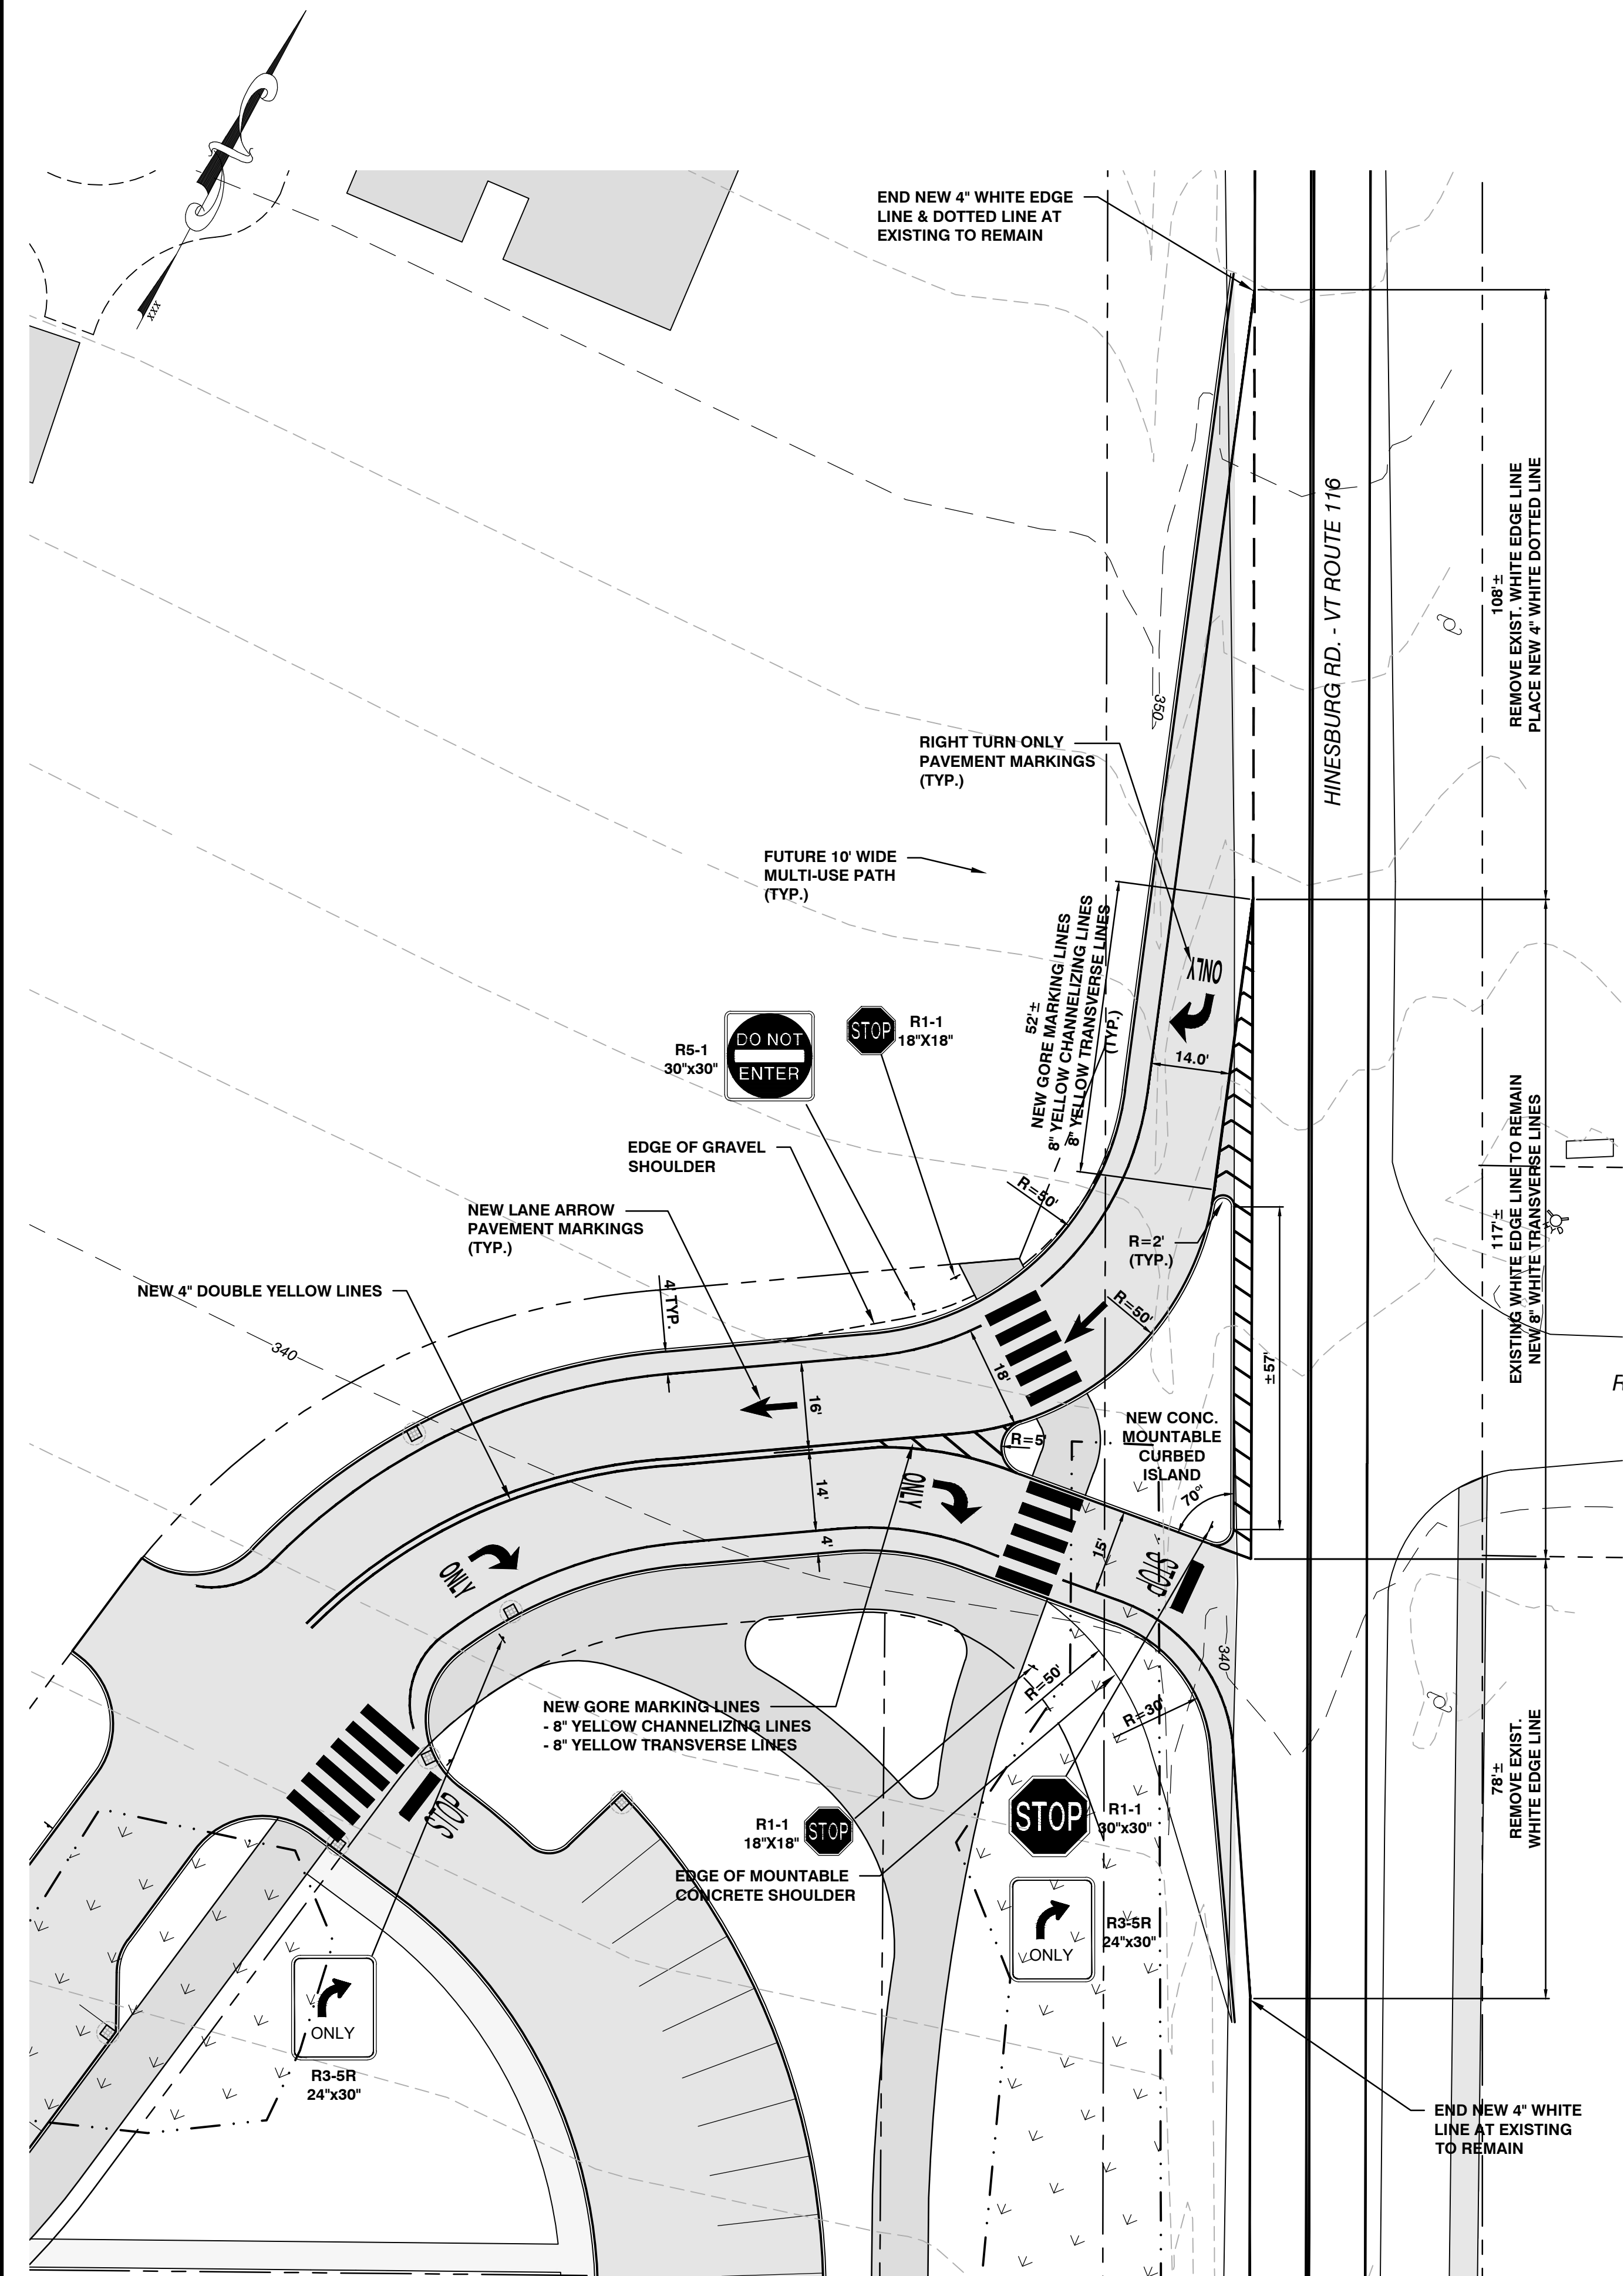 XXX
END NEW 4" WHITE EDGE
LINE & DOTTED LINE AT
EXISTING TO REMAIN
HINESBURG RD. - VT ROUTE 116
108'±
REMOVE EXIST. WHITE EDGE LINE
PLACE NEW 4" WHITE DOTTED LINE
350
RIGHT TURN ONLY
PAVEMENT MARKINGS
(TYP.)
FUTURE 10' WIDE
MULTI-USE PATH
(TYP.)
52'±
NEW GORE MARKING LINES
8" YELLOW CHANNELIZING LINES
8" YELLOW TRANSVERSE LINES
(TYP.)
ONLY
14.0'
R5-1
30"x30"
DO NOT
ENTER
STOP
R1-1
18"X18"
EDGE OF GRAVEL
SHOULDER
R=50'
NEW LANE ARROW
PAVEMENT MARKINGS
(TYP.)
R=2'
(TYP.)
117'±
EXISTING WHITE EDGE LINE TO REMAIN
NEW 8" WHITE TRANSVERSE LINES
NEW 4" DOUBLE YELLOW LINES
4' TYP.
R=50'
340
18'
±57'
R
16'
NEW CONC.
MOUNTABLE
CURBED
ISLAND
R=5'
70°
14'
ONLY
4'
15'
STOP
ONLY
340
R=50'
R=30'
NEW GORE MARKING LINES
- 8" YELLOW CHANNELIZING LINES
- 8" YELLOW TRANSVERSE LINES
78'±
REMOVE EXIST.
WHITE EDGE LINE
STOP
R1-1
18"X18"
STOP
STOP
R1-1
30"x30"
EDGE OF MOUNTABLE
CONCRETE SHOULDER
ONLY
R3-5R
24"x30"
ONLY
R3-5R
24"x30"
END NEW 4" WHITE
LINE AT EXISTING
TO REMAIN